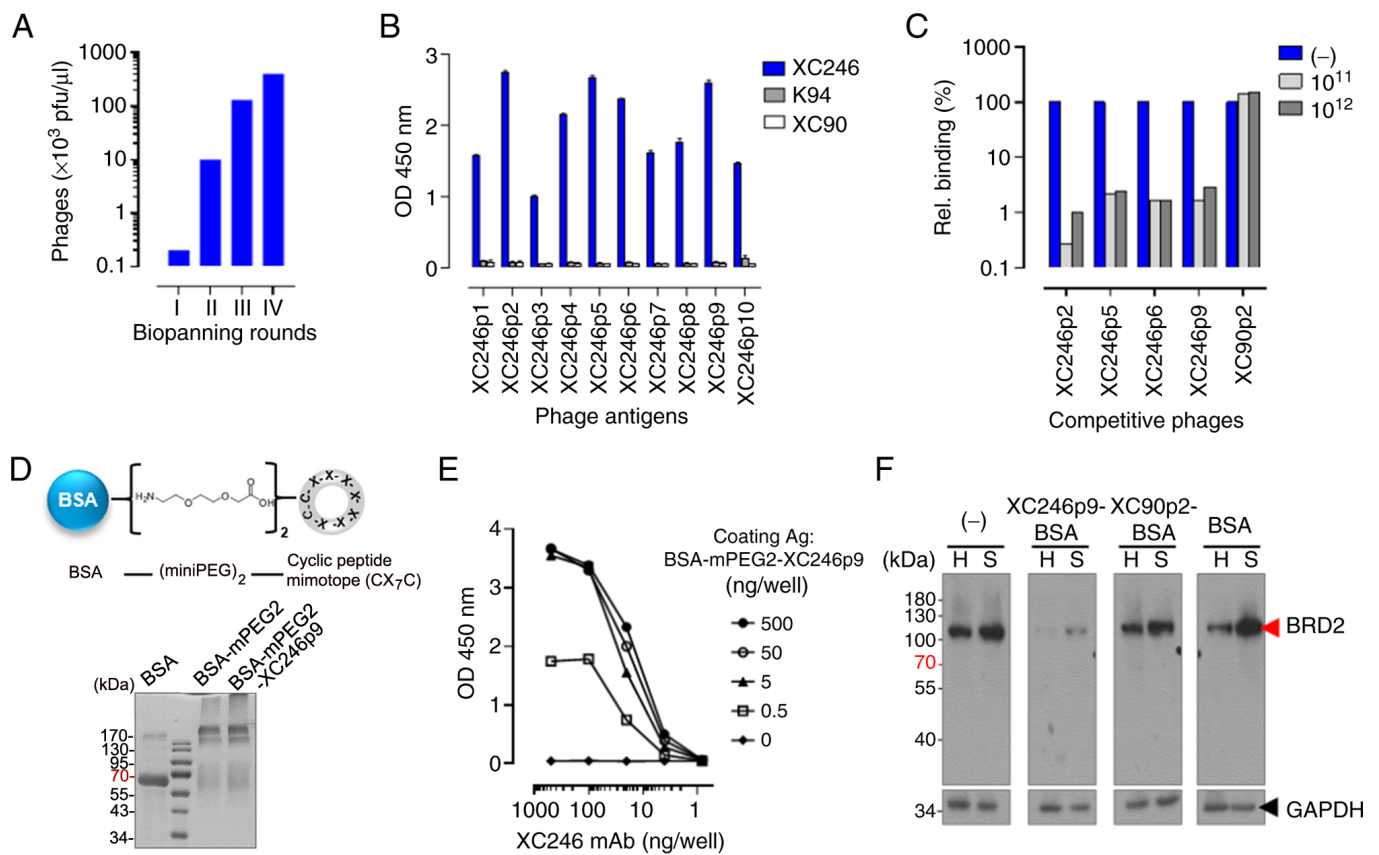 A
Phages (×10³ pfu/μl)
1000
100
10
1
0.1
I II III IV
Biopanning rounds
B
OD 450 nm
3
2
1
0
XC246
K94
XC90
XC246p1
XC246p2
XC246p3
XC246p4
XC246p5
XC246p6
XC246p7
XC246p8
XC246p9
XC246p10
Phage antigens
C
Rel. binding (%)
1000
100
10
1
0.1
(−)
10¹¹
10¹²
XC246p2
XC246p5
XC246p6
XC246p9
XC90p2
Competitive phages
D
BSA
H₂N
O
O
O
OH
2
C-C-X-X-X-X-X-X-X
BSA
(miniPEG)₂
Cyclic peptide
mimotope (CX₇C)
(kDa)
BSA
BSA-mPEG2
BSA-mPEG2
-XC246p9
170-
130-
95-
70-
55-
43-
34-
E
OD 450 nm
4
3
2
1
0
1000 100 10 1
XC246 mAb (ng/well)
Coating Ag:
BSA-mPEG2-XC246p9
(ng/well)
500
50
5
0.5
0
F
(−)
XC246p9-
BSA
XC90p2-
BSA
BSA
(kDa)
H S H S H S H S
180-
130-
100-
70-
55-
40-
34-
BRD2
GAPDH